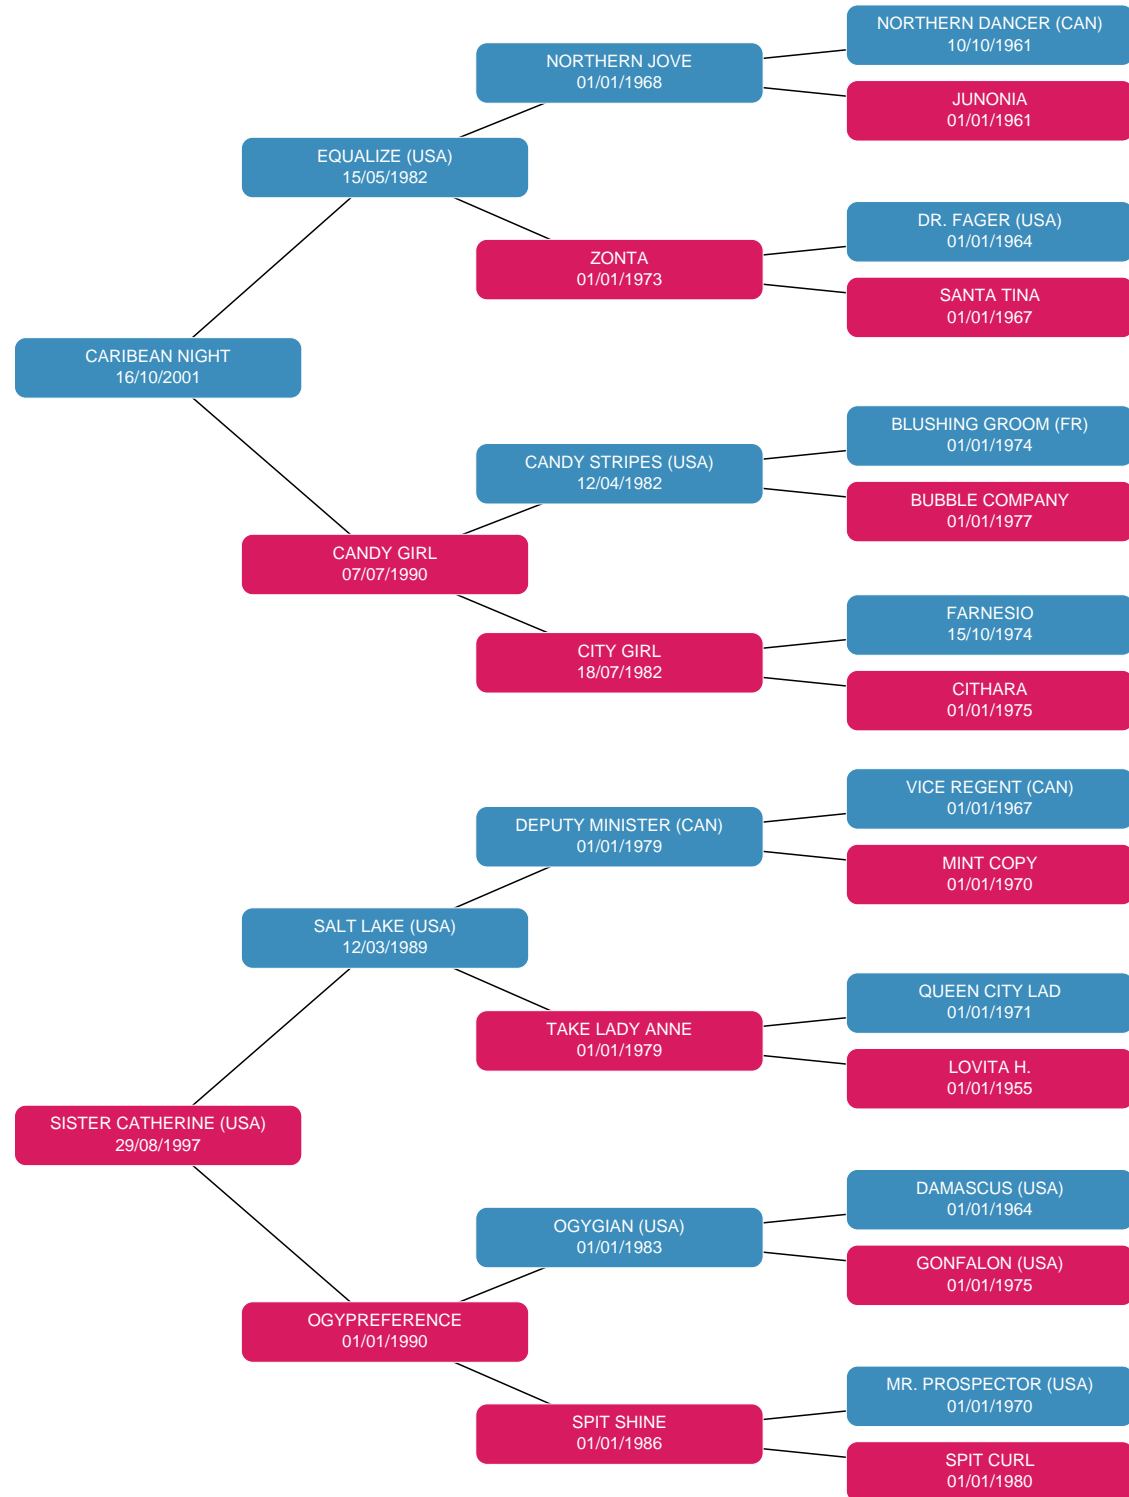 NORTHERN DANCER (CAN)
10/10/1961
NORTHERN JOVE
01/01/1968
JUNONIA
01/01/1961
EQUALIZE (USA)
15/05/1982
DR. FAGER (USA)
01/01/1964
ZONTA
01/01/1973
SANTA TINA
01/01/1967
CARIBEAN NIGHT
16/10/2001
BLUSHING GROOM (FR)
01/01/1974
CANDY STRIPES (USA)
12/04/1982
BUBBLE COMPANY
01/01/1977
CANDY GIRL
07/07/1990
FARNESIO
15/10/1974
CITY GIRL
18/07/1982
CITHARA
01/01/1975
VICE REGENT (CAN)
01/01/1967
DEPUTY MINISTER (CAN)
01/01/1979
MINT COPY
01/01/1970
SALT LAKE (USA)
12/03/1989
QUEEN CITY LAD
01/01/1971
TAKE LADY ANNE
01/01/1979
LOVITA H.
01/01/1955
SISTER CATHERINE (USA)
29/08/1997
DAMASCUS (USA)
01/01/1964
OGYGIAN (USA)
01/01/1983
GONFALON (USA)
01/01/1975
OGYPREFERENCE
01/01/1990
MR. PROSPECTOR (USA)
01/01/1970
SPIT SHINE
01/01/1986
SPIT CURL
01/01/1980